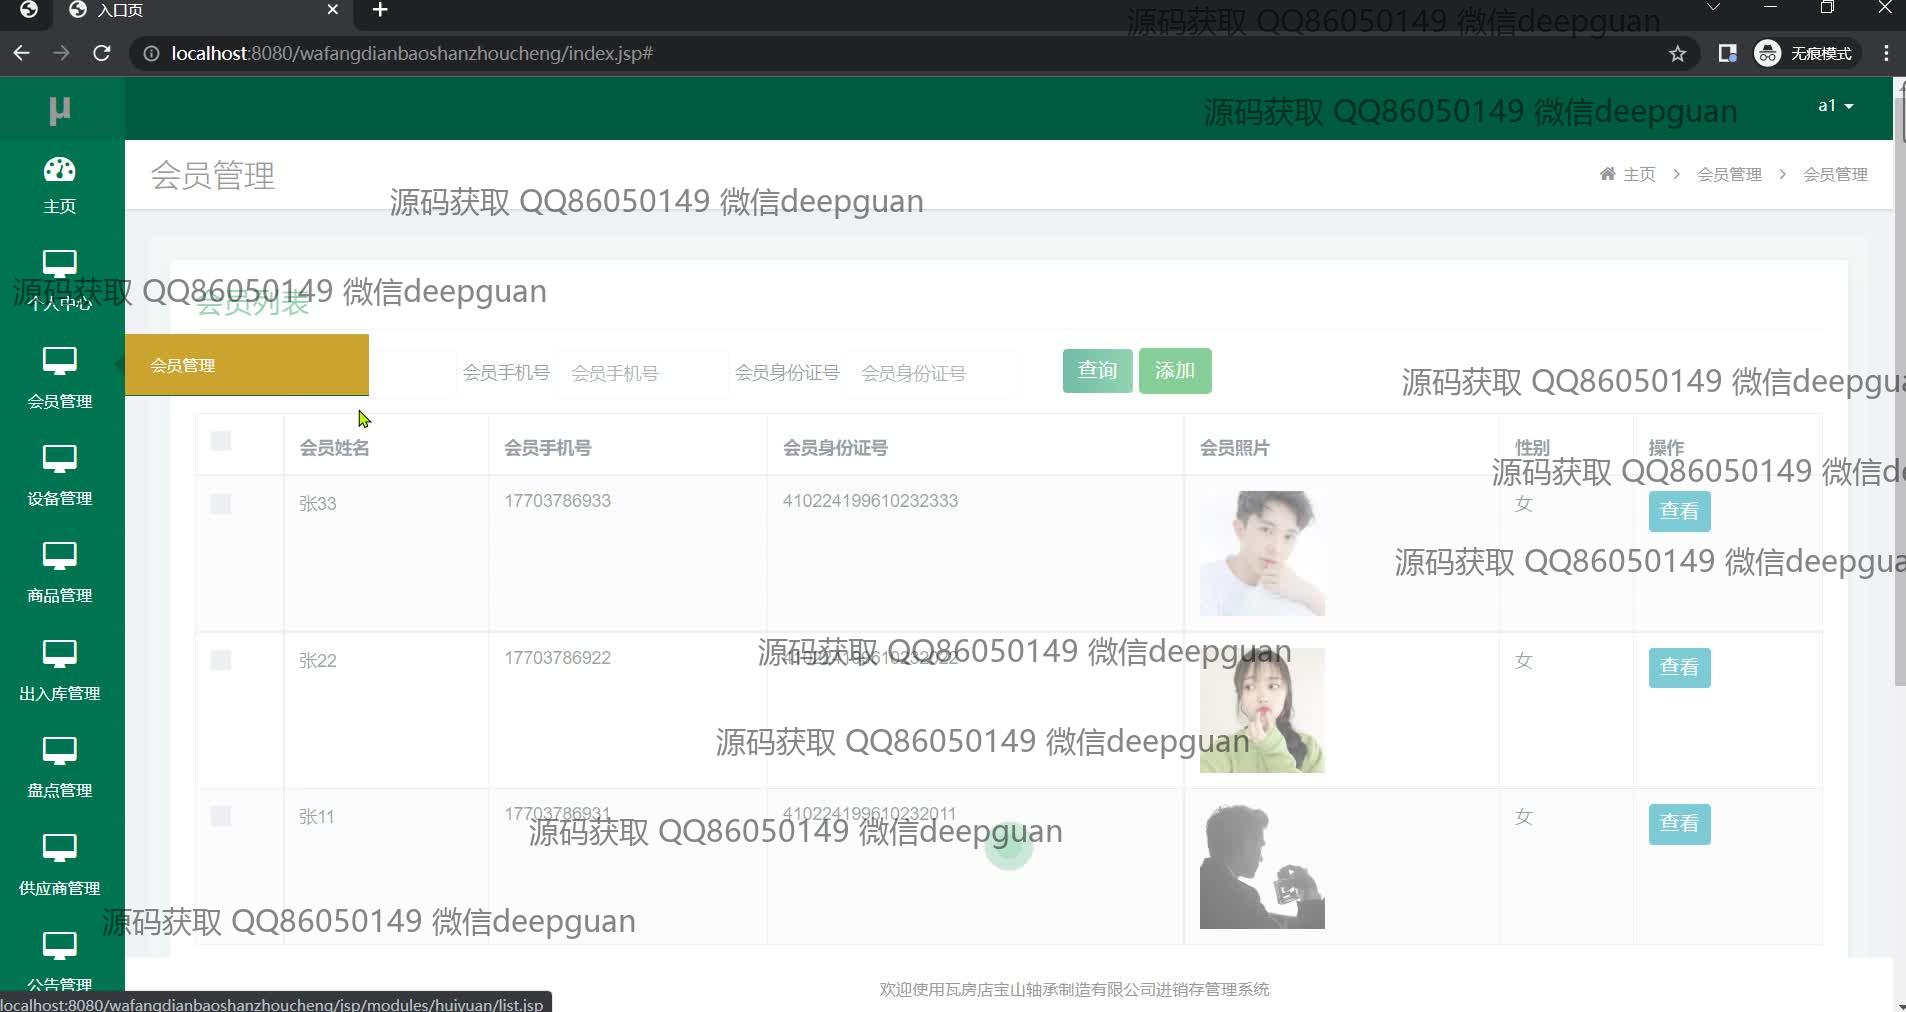 入口页
源码获取 QQ86050149 微信deepguan
localhost:8080/wafangdianbaoshanzhoucheng/index.jsp#
无痕模式
μ
源码获取 QQ86050149 微信deepguan
a1
会员管理
主页 > 会员管理 > 会员管理
主页
源码获取 QQ86050149 微信deepguan
个人中心
源码获取 QQ86050149 微信deepguan
会员列表
会员管理
会员手机号 会员手机号 会员身份证号 会员身份证号 查询 添加
源码获取 QQ86050149 微信deepgua
会员管理
会员姓名 会员手机号 会员身份证号 会员照片 性别 操作
源码获取 QQ86050149 微信de
设备管理
张33 17703786933 410224199610232333 女 查看
源码获取 QQ86050149 微信deepgua
商品管理
源码获取 QQ86050149 微信deepguan
张22 17703786922 410224199610232022 女 查看
出入库管理
源码获取 QQ86050149 微信deepguan
盘点管理
张11 17703786931 410224199610232011 女 查看
源码获取 QQ86050149 微信deepguan
供应商管理
源码获取 QQ86050149 微信deepguan
公告管理
欢迎使用瓦房店宝山轴承制造有限公司进销存管理系统
localhost:8080/wafangdianbaoshanzhoucheng/jsp/modules/huiyuan/list.jsp